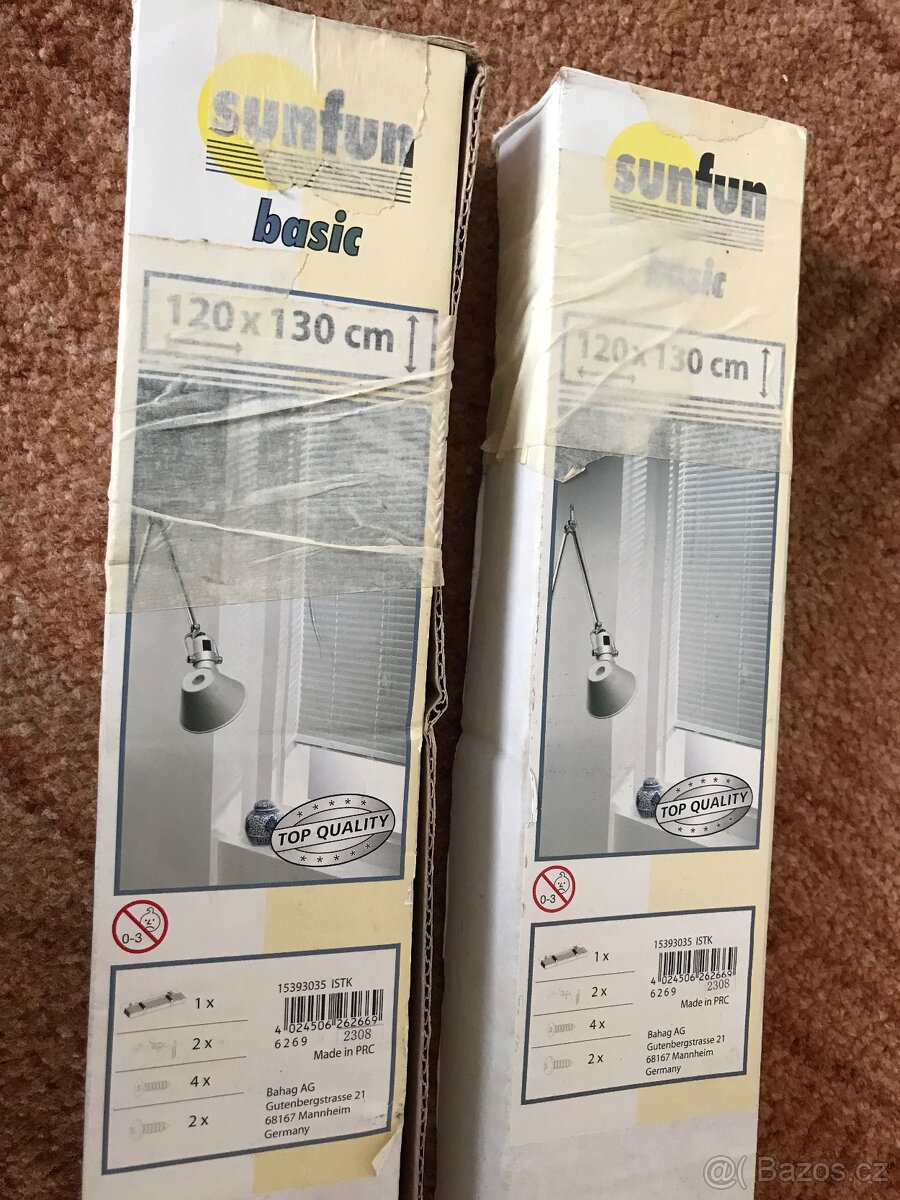 sunfun
basic
120 x 130 cm
TOP QUALITY
0-3
1 x
2 x
4 x
2 x
15393035 ISTK
4 024506 262669
6269 2308
Made in PRC
Bahag AG
Gutenbergstrasse 21
68167 Mannheim
Germany
sunfun
basic
120 x 130 cm
TOP QUALITY
0-3
1 x
2 x
4 x
2 x
15393035 ISTK
4 024506 262669
6269 2308
Made in PRC
Bahag AG
Gutenbergstrasse 21
68167 Mannheim
Germany
@( Bazoš.cz